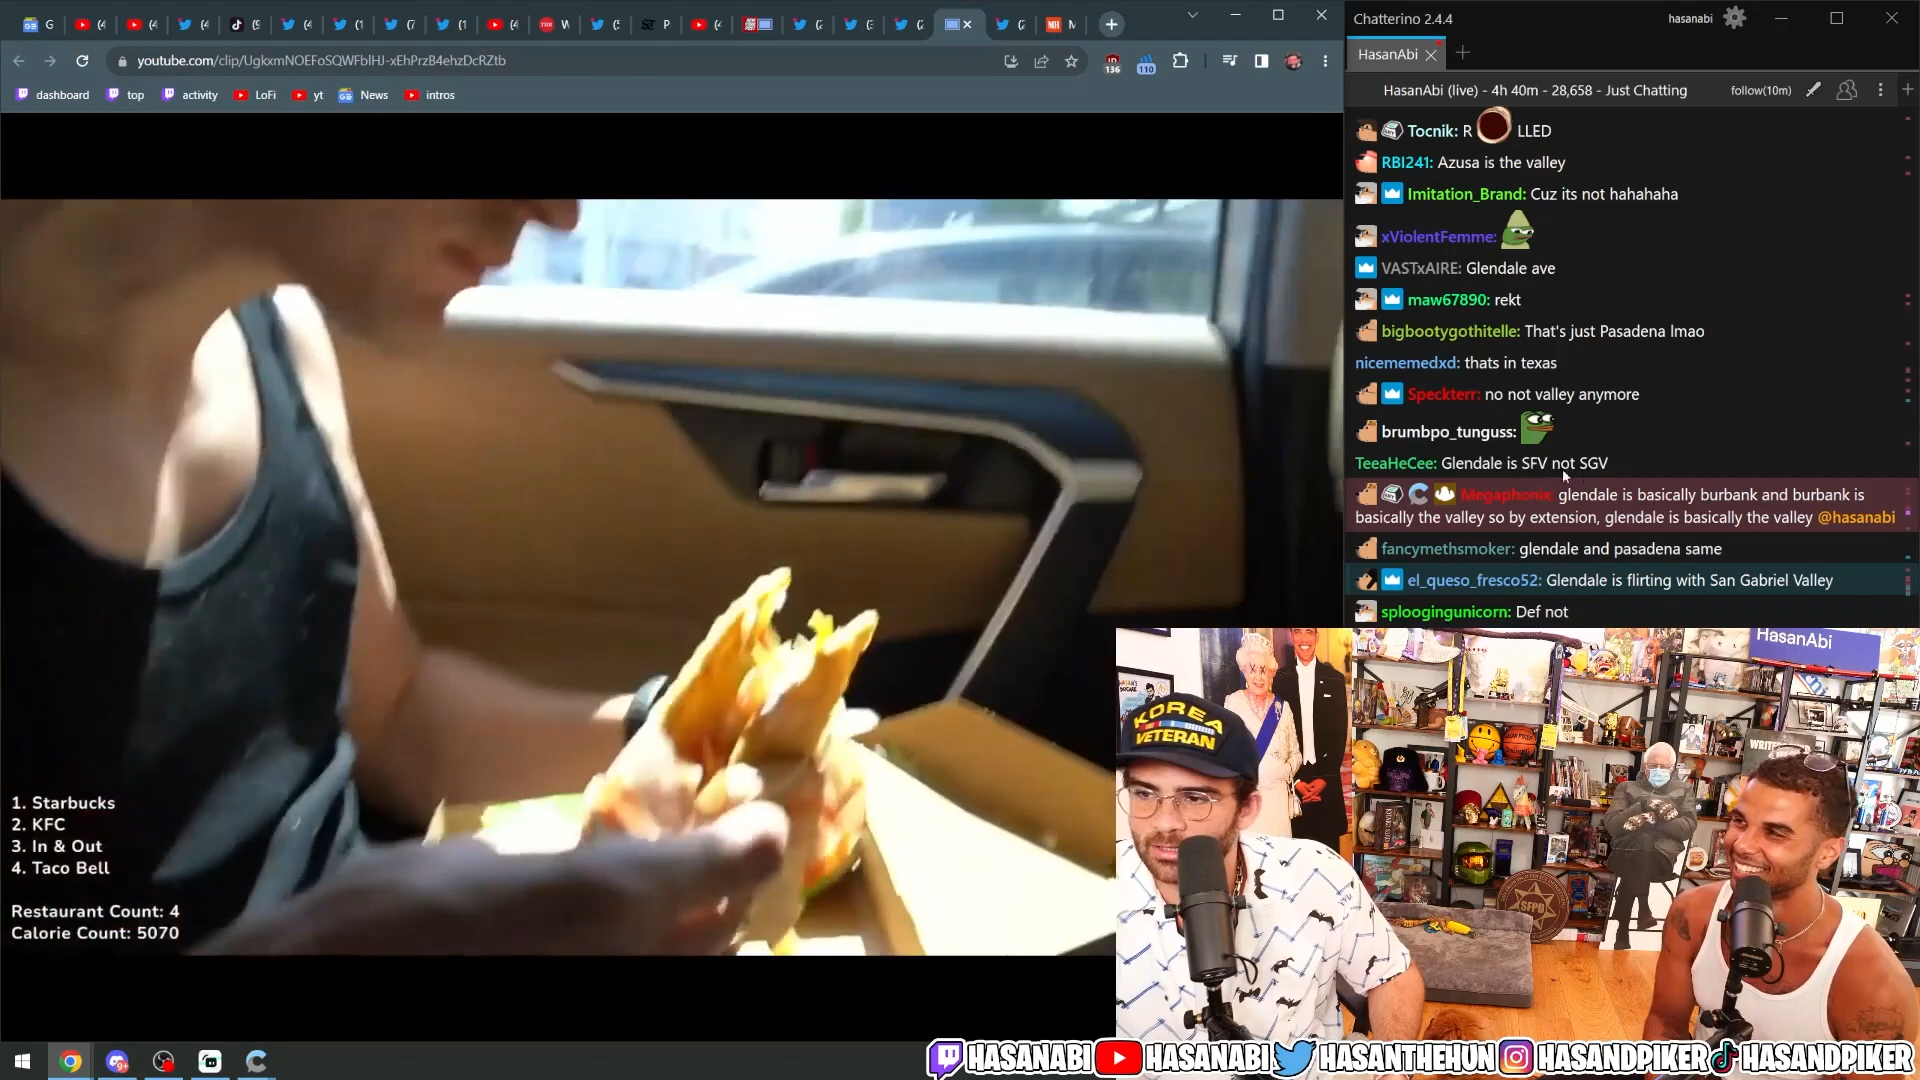 Chatterino 2.4.4
hasanabi
HasanAbi
youtube.com/clip/UgkxmNOEFoSQWFblHJ-xEhPrzB4ehzDcRZtb
136
110
dashboard
top
activity
LoFi
yt
News
intros
HasanAbi (live) - 4h 40m - 28,658 - Just Chatting
follow(10m)
Tocnik: R LLED
RBI241: Azusa is the valley
Imitation_Brand: Cuz its not hahahaha
xViolentFemme:
VASTxAIRE: Glendale ave
maw67890: rekt
bigbootygothitelle: That's just Pasadena lmao
nicememedxd: thats in texas
Speckterr: no not valley anymore
brumbpo_tunguss:
TeeaHeCee: Glendale is SFV not SGV
Megaphonix: glendale is basically burbank and burbank is
basically the valley so by extension, glendale is basically the valley @hasanabi
fancymethsmoker: glendale and pasadena same
el_queso_fresco52: Glendale is flirting with San Gabriel Valley
sploogingunicorn: Def not
HasanAbi
KOREA
VETERAN
SFPD
1. Starbucks
2. KFC
3. In & Out
4. Taco Bell
Restaurant Count: 4
Calorie Count: 5070
HASANABI
HASANABI
HASANTHEHUN
HASANDPIKER
HASANDPIKER